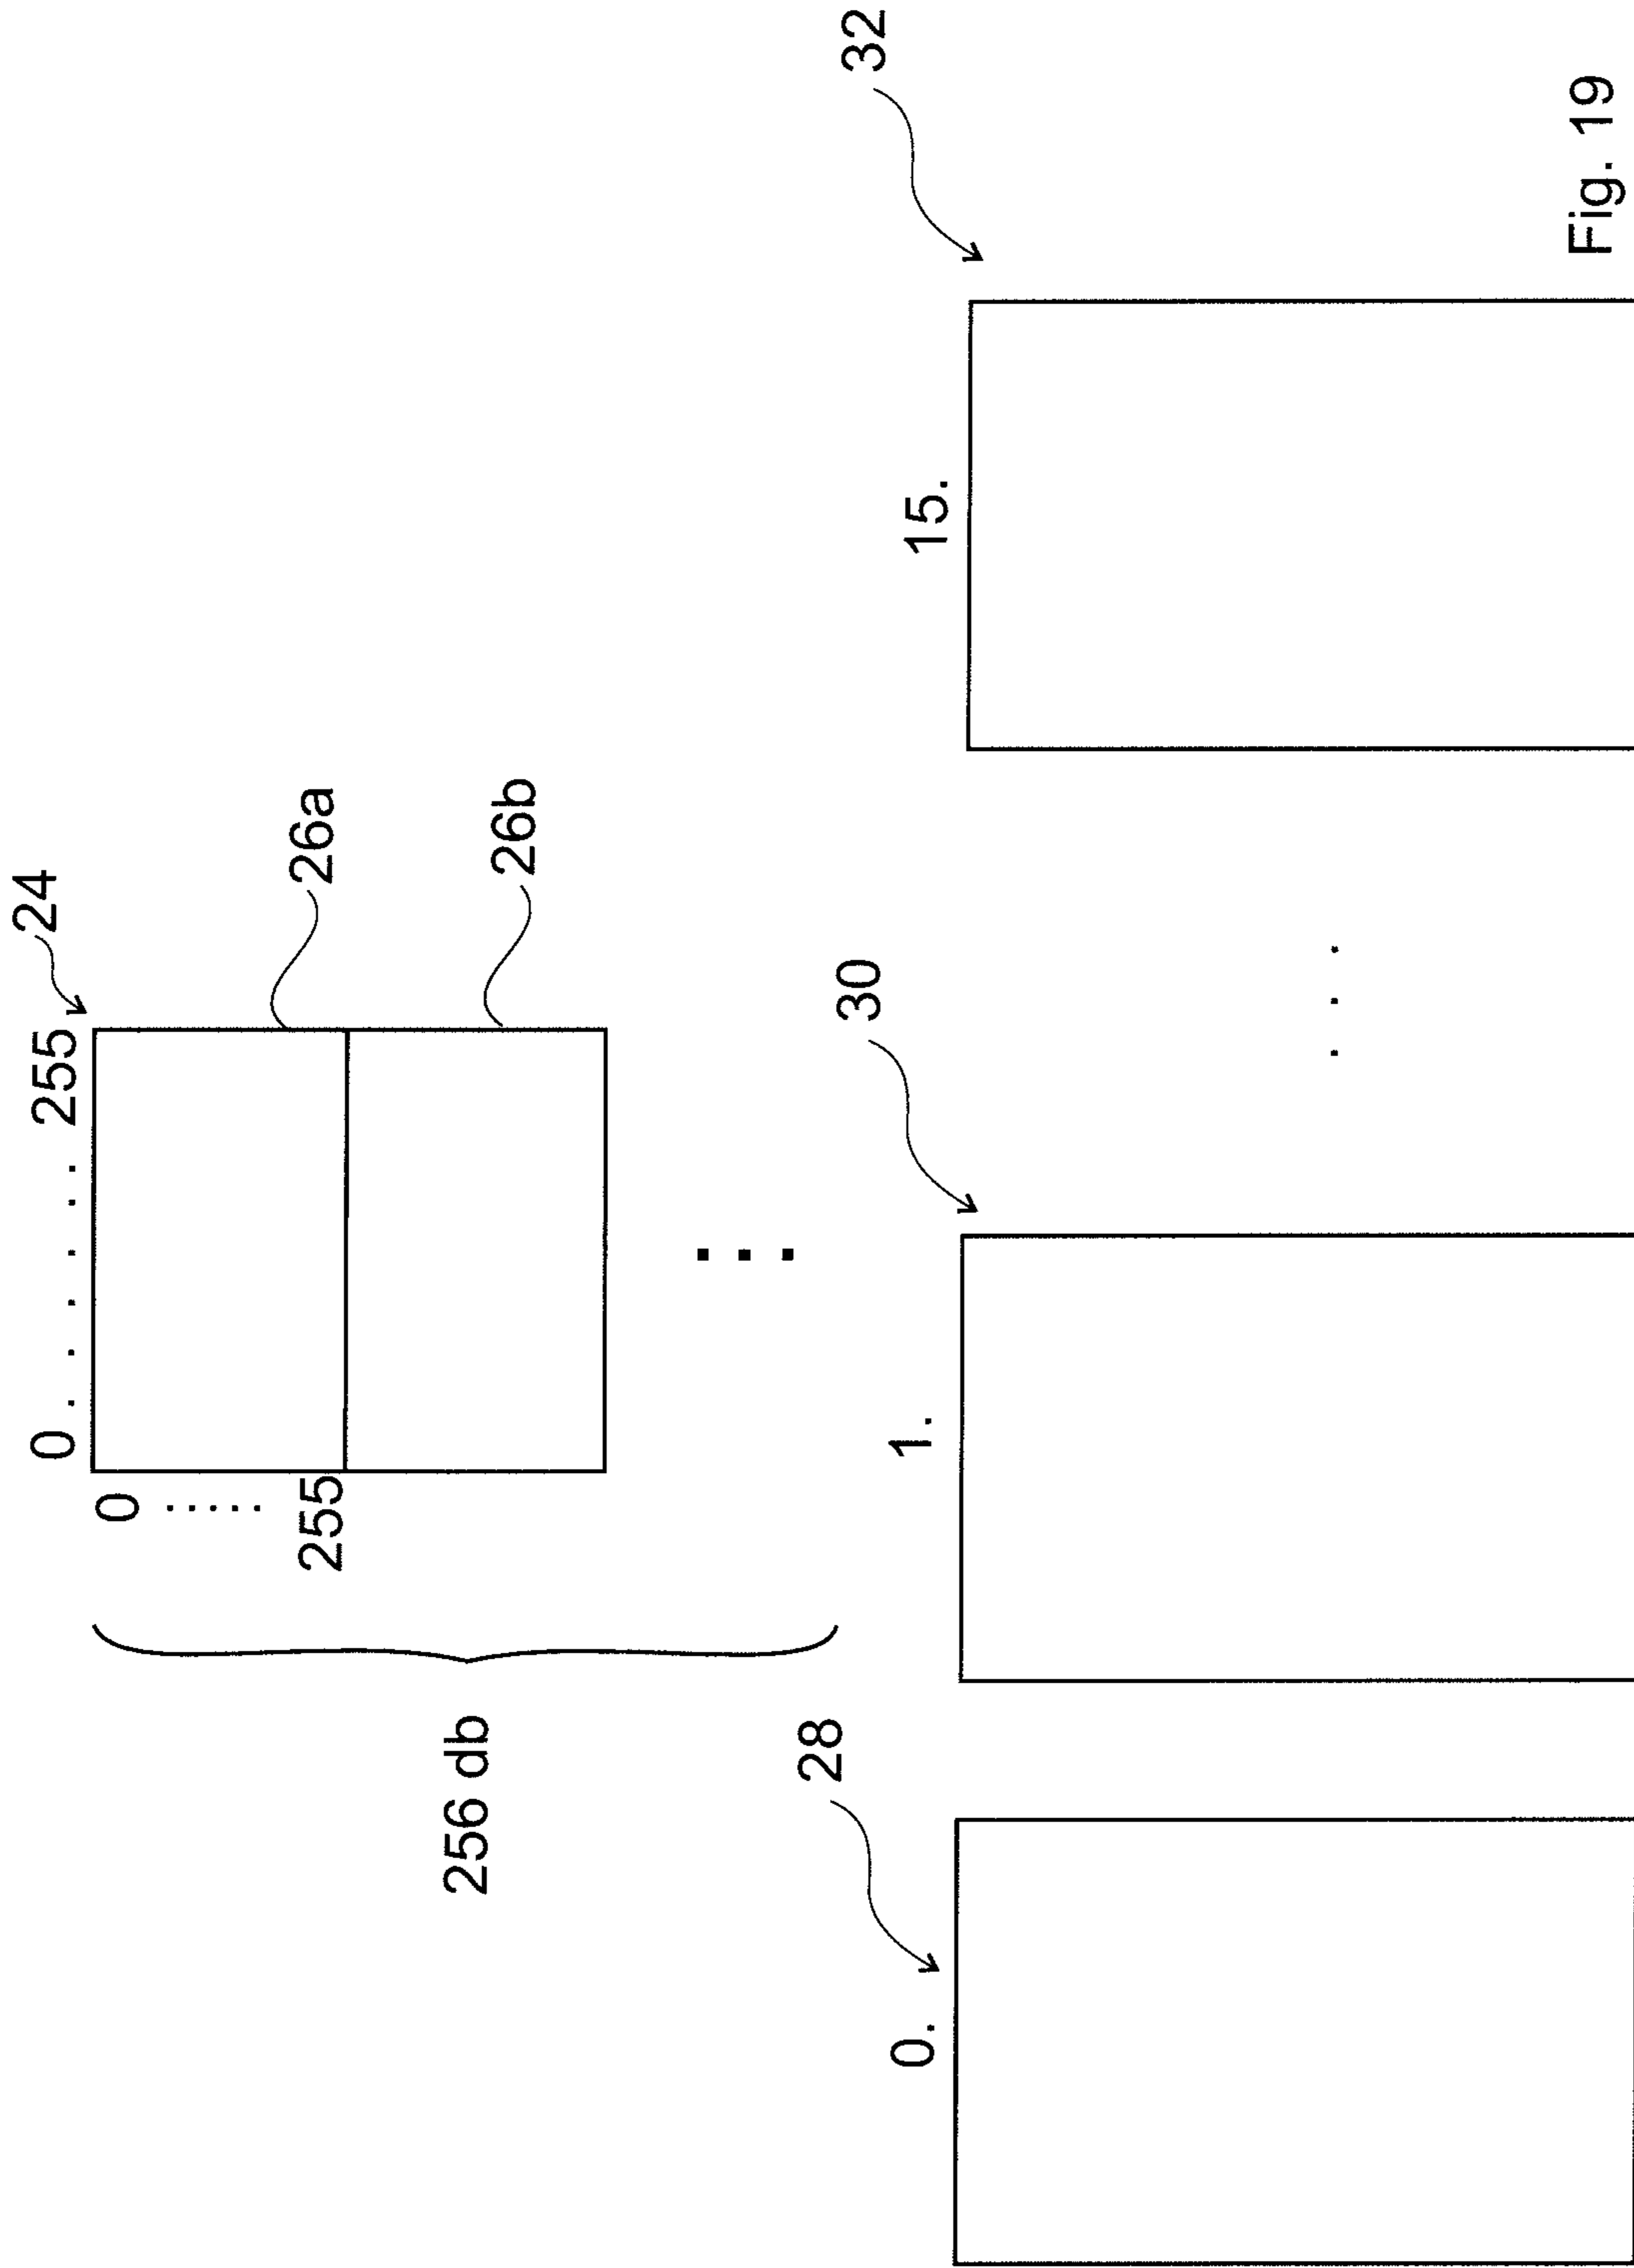 24
0 . . . . . . 255
0
.....
255
26a
26b
256 db
. . .
28
30
32
0.
1.
15.
. . .
Fig. 19